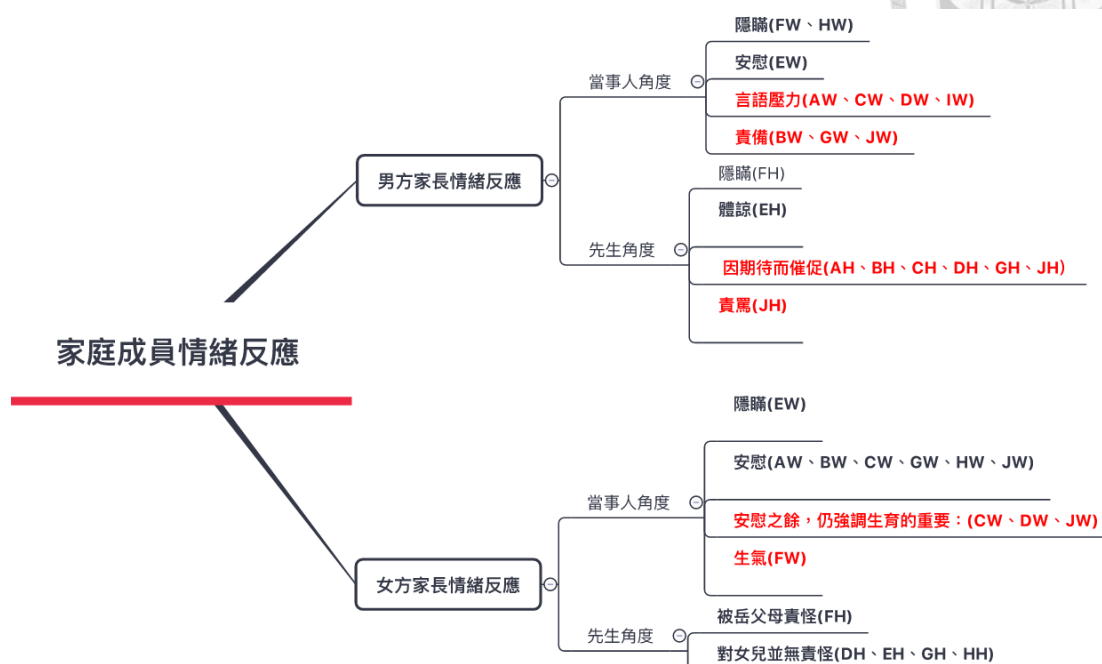 隱瞞(FW、HW)
安慰(EW)
當事人角度
言語壓力(AW、CW、DW、IW)
責備(BW、GW、JW)
男方家長情緒反應
隱瞞(FH)
體諒(EH)
先生角度
因期待而催促(AH、BH、CH、DH、GH、JH)
責罵(JH)
家庭成員情緒反應
隱瞞(EW)
安慰(AW、BW、CW、GW、HW、JW)
當事人角度
安慰之餘，仍強調生育的重要：(CW、DW、JW)
生氣(FW)
女方家長情緒反應
被岳父母責怪(FH)
先生角度
對女兒並無責怪(DH、EH、GH、HH)